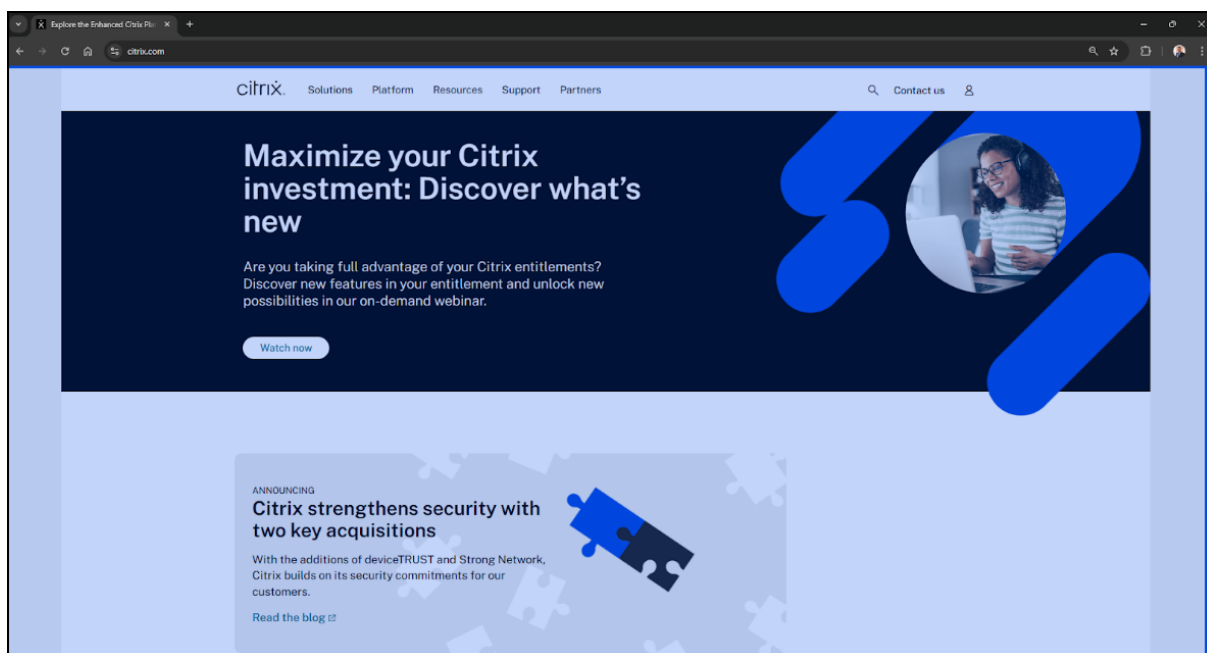 Explore the Enhanced Citrix Pla
citrix.com
citrix.
Solutions Platform Resources Support Partners
Contact us
Maximize your Citrix
investment: Discover what's
new
Are you taking full advantage of your Citrix entitlements?
Discover new features in your entitlement and unlock new
possibilities in our on-demand webinar.
Watch now
ANNOUNCING
Citrix strengthens security with
two key acquisitions
With the additions of deviceTRUST and Strong Network,
Citrix builds on its security commitments for our
customers.
Read the blog